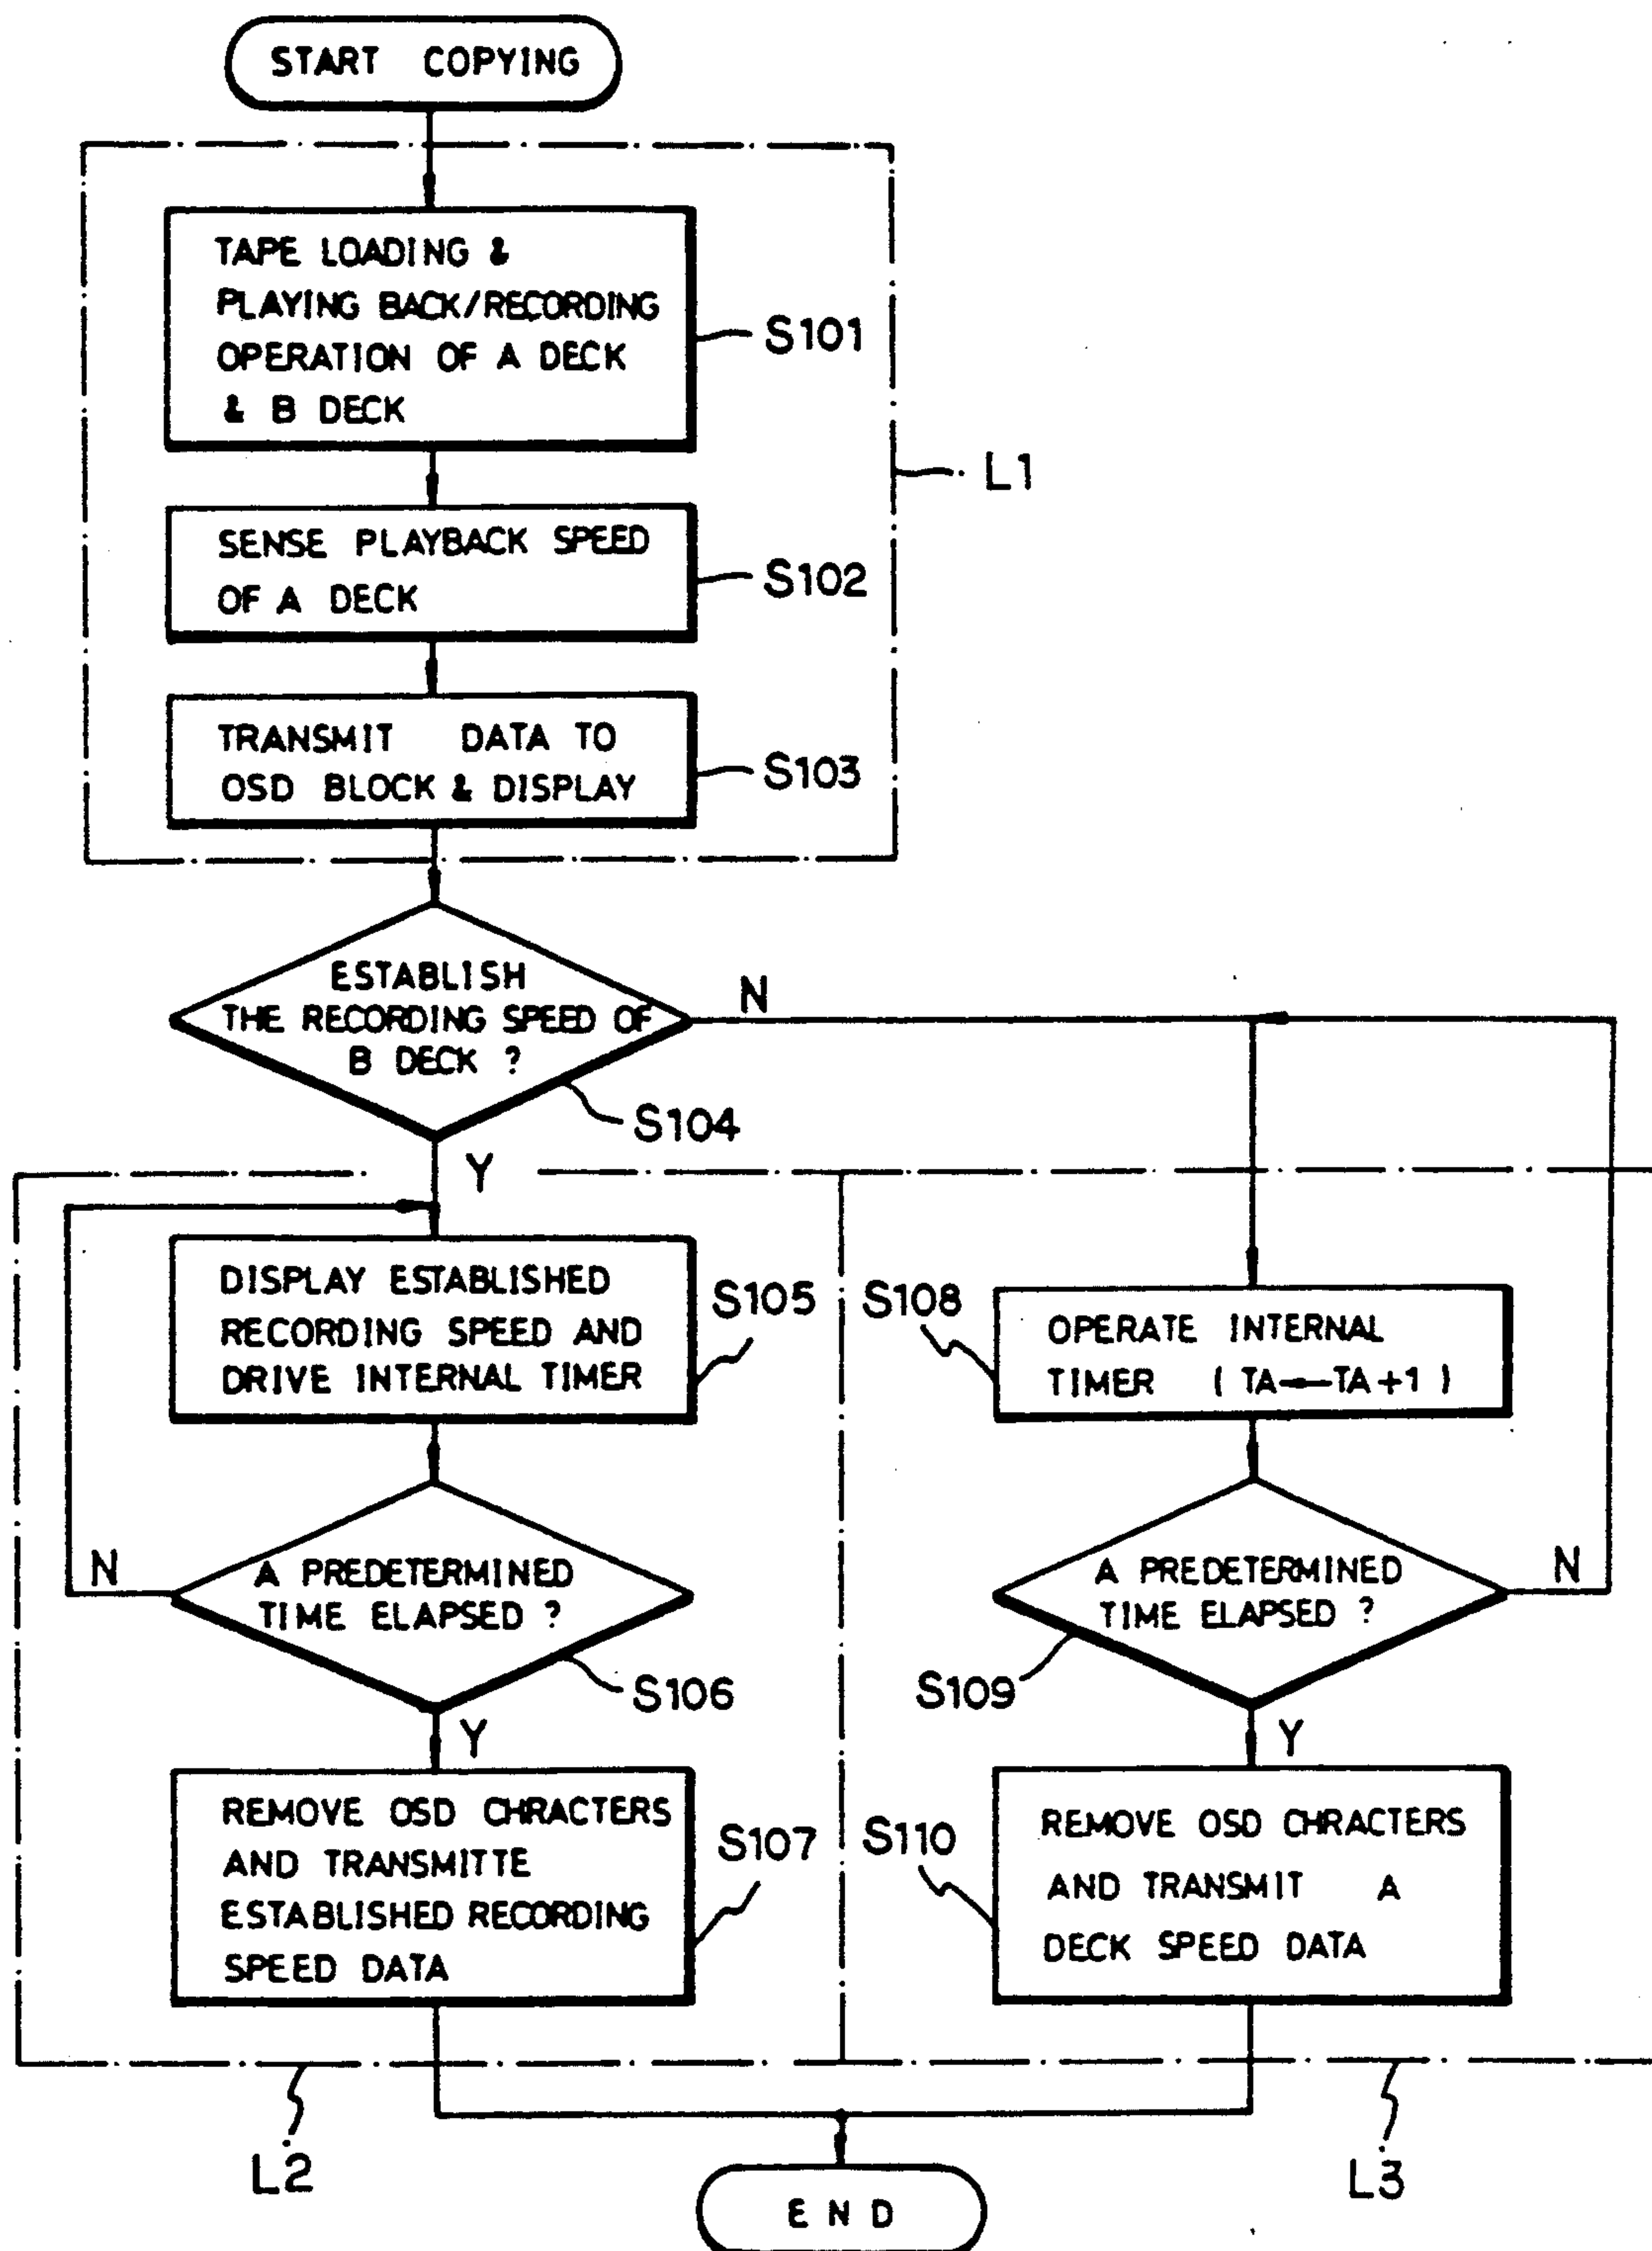 START COPYING
TAPE LOADING &
PLAYING BACK/RECORDING
OPERATION OF A DECK
& B DECK
S101
L1
SENSE PLAYBACK SPEED
OF A DECK
S102
TRANSMIT DATA TO
OSD BLOCK & DISPLAY
S103
ESTABLISH
THE RECORDING SPEED OF
B DECK ?
N
S104
Y
DISPLAY ESTABLISHED
RECORDING SPEED AND
DRIVE INTERNAL TIMER
S105
S108
OPERATE INTERNAL
TIMER ( TA←TA+1 )
N
A PREDETERMINED
TIME ELAPSED ?
S106
A PREDETERMINED
TIME ELAPSED ?
N
S109
Y
Y
REMOVE OSD CHRACTERS
AND TRANSMITTE
ESTABLISHED RECORDING
SPEED DATA
S107
S110
REMOVE OSD CHRACTERS
AND TRANSMIT A
DECK SPEED DATA
L2
L3
END